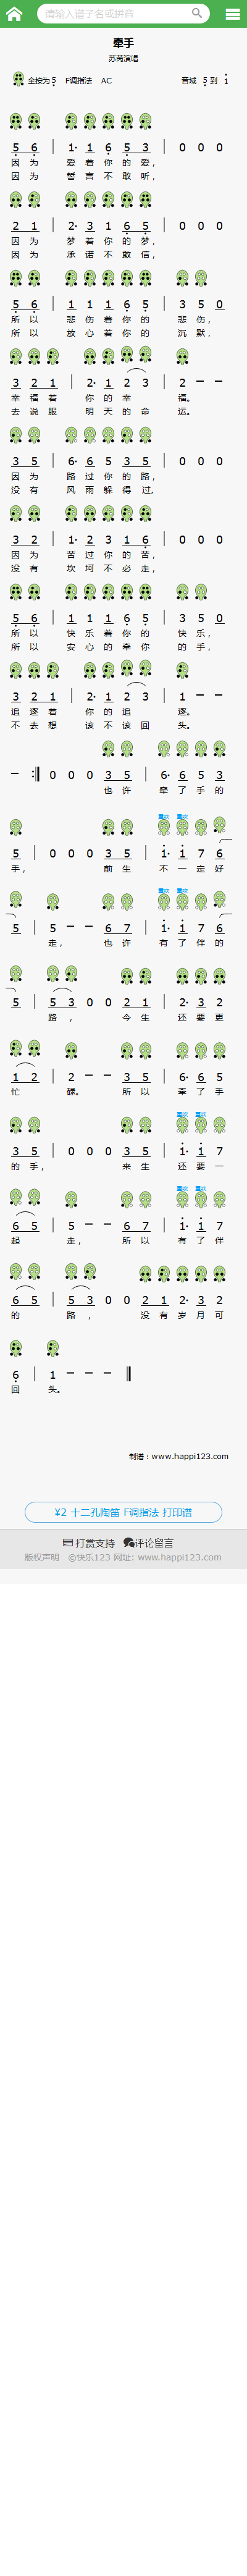 请输入谱子名或拼音
牵手
苏芮演唱
全按为5 F调指法 AC 音域 5 到 1
5 6 | 1· 1 6 5 3 | 0 0 0
因 为 爱 着 你 的 爱，
因 为 誓 言 不 敢 听，
2 1 | 2· 3 1 6 5 | 0 0 0
因 为 梦 着 你 的 梦，
因 为 承 诺 不 敢 信，
5 6 | 1 1 1 6 5 | 3 5 0
所 以 悲 伤 着 你 的 悲 伤，
所 以 放 心 着 你 的 沉 默，
3 2 1 | 2· 1 2 3 | 2 － －
幸 福 着 你 的 幸 福。
去 说 服 明 天 的 命 运。
3 5 | 6· 6 5 3 5 | 0 0 0
因 为 路 过 你 的 路，
没 有 风 雨 躲 得 过，
3 2 | 1· 2 3 1 6 | 0 0 0
因 为 苦 过 你 的 苦，
没 有 坎 坷 不 必 走，
5 6 | 1 1 1 6 5 | 3 5 0
所 以 快 乐 着 你 的 快 乐，
所 以 安 心 的 牵 你 的 手，
3 2 1 | 2· 1 2 3 | 1 － －
追 逐 着 你 的 追 逐。
不 去 想 该 不 该 回 头。
－ :‖ 0 0 0 3 5 | 6· 6 5 3
也 许 牵 了 手 的
高吹 高吹
5 | 0 0 0 3 5 | 1· 1 7 6
手， 前 生 不 一 定 好
高吹 高吹
5 | 5 － － 6 7 | 1· 1 7 6
走， 也 许 有 了 伴 的
5 | 5 3 0 0 2 1 | 2· 3 2
路， 今 生 还 要 更
1 2 | 2 － － 3 5 | 6· 6 5
忙 碌。 所 以 牵 了 手
高吹 高吹
3 5 | 0 0 0 3 5 | 1· 1 7
的 手， 来 生 还 要 一
高吹 高吹
6 5 | 5 － － 6 7 | 1· 1 7
起 走， 所 以 有 了 伴
6 5 | 5 3 0 0 2 1 2· 3 2
的 路 ， 没 有 岁 月 可
6 | 1 － － － ‖
回 头。
制谱：www.happi123.com
¥2 十二孔陶笛 F调指法 打印谱
打赏支持 评论留言
版权声明 ©快乐123 网址: www.happi123.com